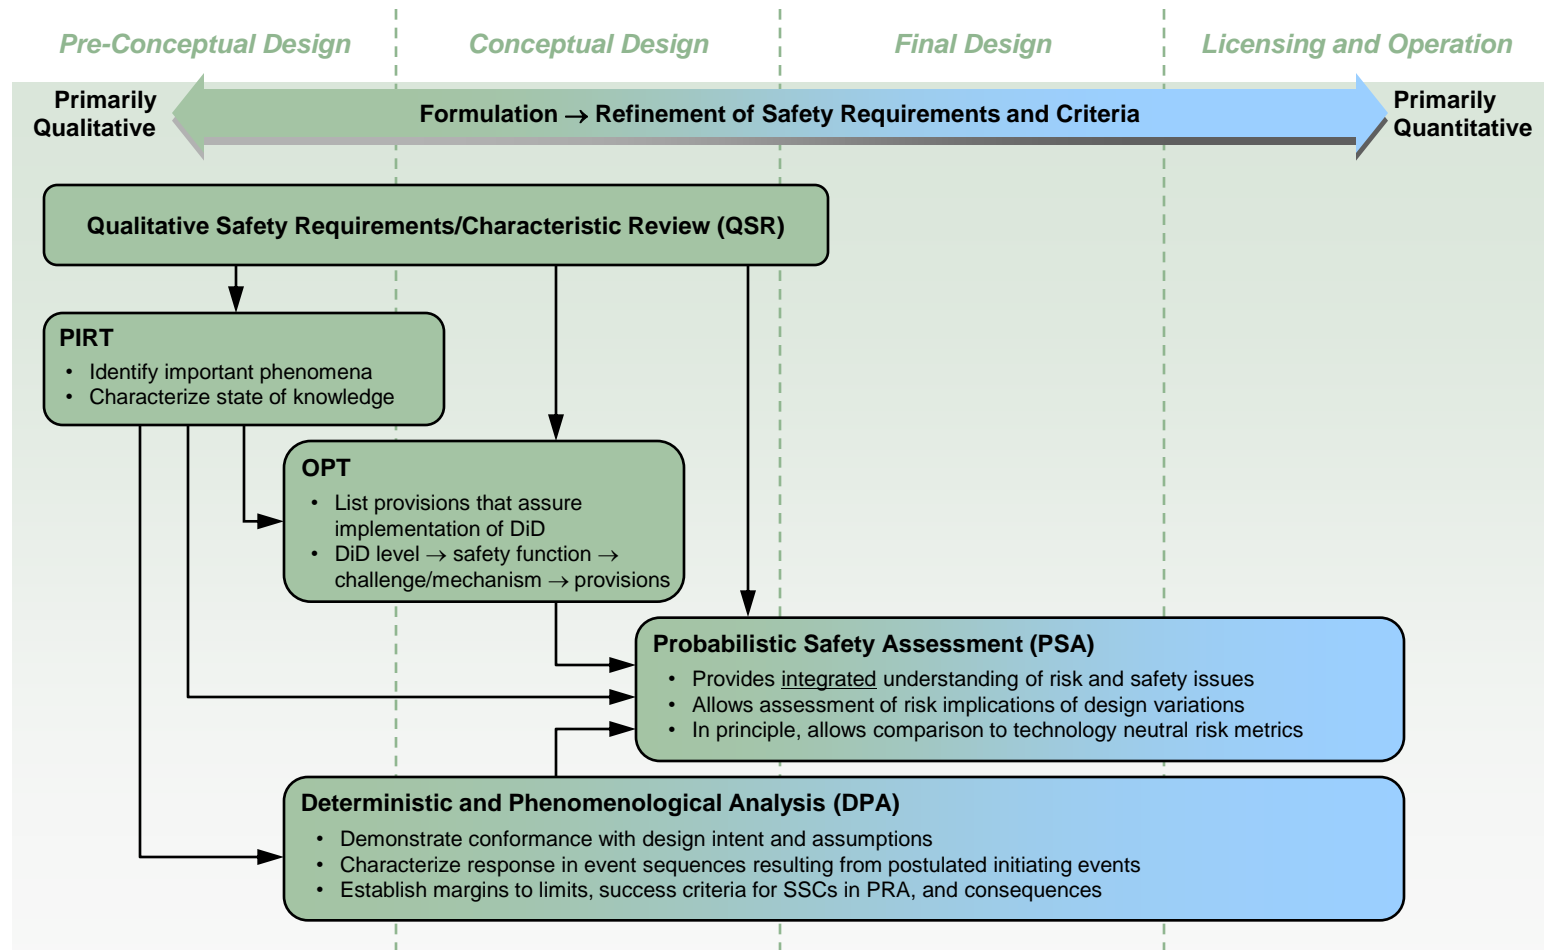 Pre-Conceptual Design
Conceptual Design
Final Design
Licensing and Operation
Primarily
Qualitative
Formulation → Refinement of Safety Requirements and Criteria
Primarily
Quantitative
Qualitative Safety Requirements/Characteristic Review (QSR)
PIRT
• Identify important phenomena
• Characterize state of knowledge
OPT
• List provisions that assure
implementation of DiD
• DiD level → safety function →
challenge/mechanism → provisions
Probabilistic Safety Assessment (PSA)
• Provides integrated understanding of risk and safety issues
• Allows assessment of risk implications of design variations
• In principle, allows comparison to technology neutral risk metrics
Deterministic and Phenomenological Analysis (DPA)
• Demonstrate conformance with design intent and assumptions
• Characterize response in event sequences resulting from postulated initiating events
• Establish margins to limits, success criteria for SSCs in PRA, and consequences